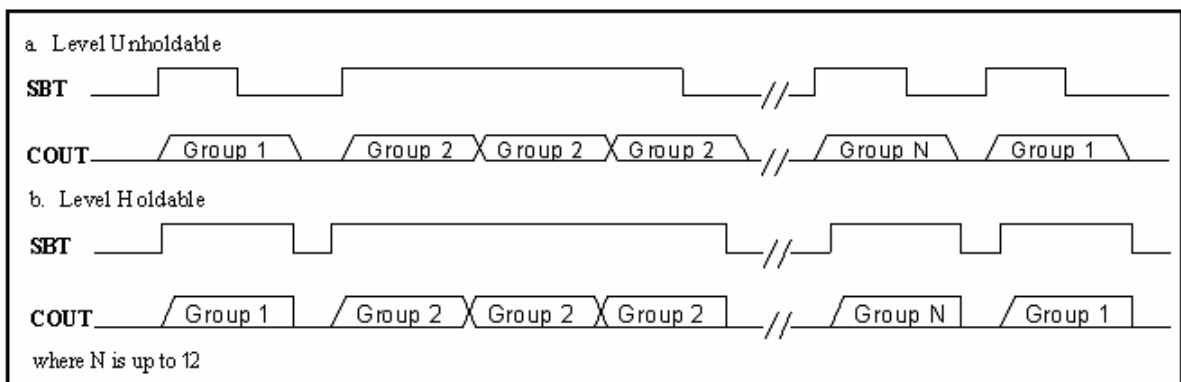 a. Level Unholdable
SBT //
COUT Group 1 Group 2 Group 2 Group 2 // Group N Group 1
b. Level Holdable
SBT //
COUT Group 1 Group 2 Group 2 Group 2 // Group N Group 1
where N is up to 12